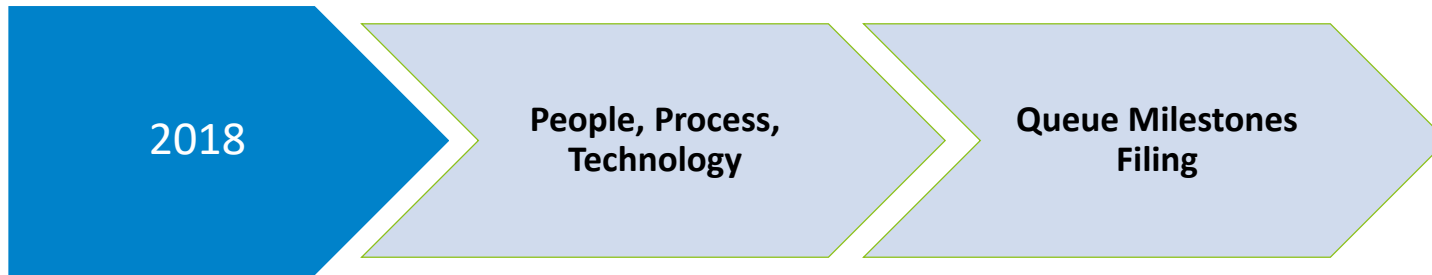 2018
People, Process,
Technology
Queue Milestones
Filing